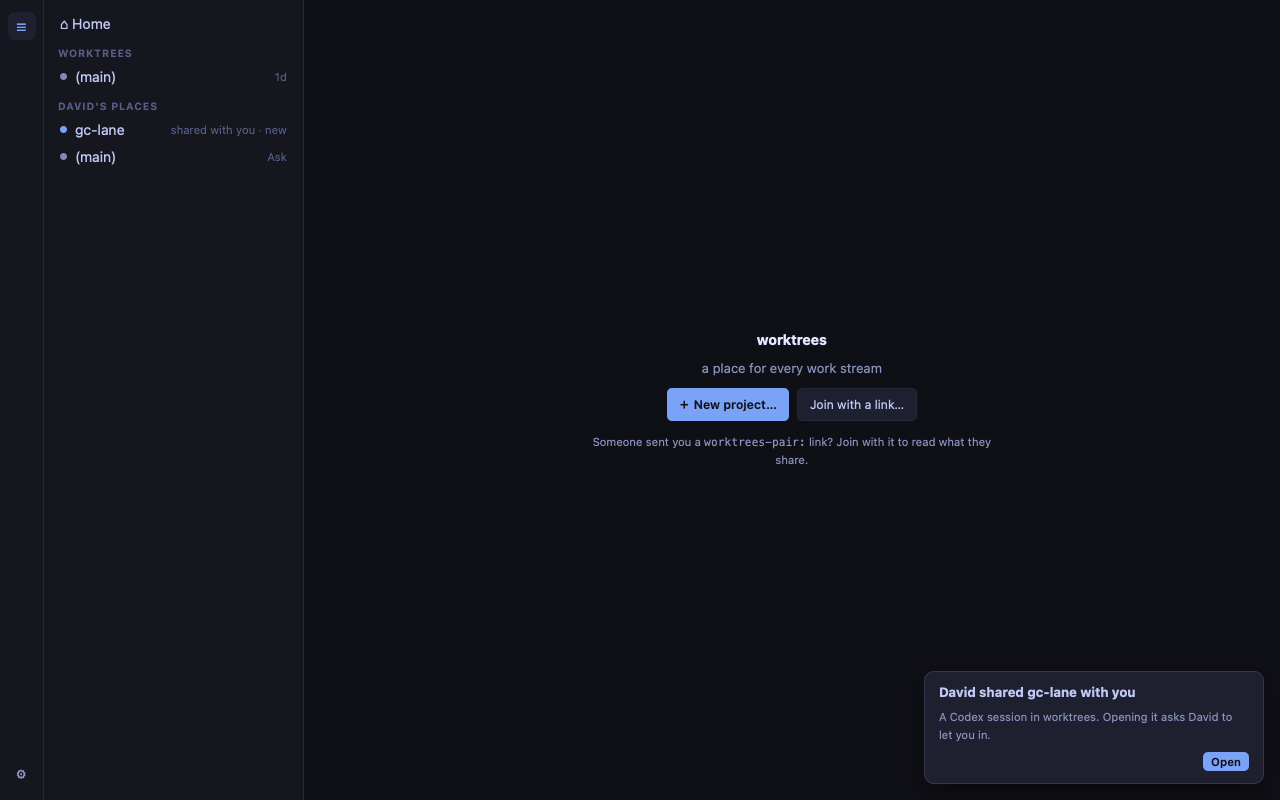 ⌂ Home
WORKTREES
(main) 1d
DAVID'S PLACES
gc-lane shared with you · new
(main) Ask
worktrees
a place for every work stream
+ New project... Join with a link...
Someone sent you a worktrees-pair: link? Join with it to read what they
share.
David shared gc-lane with you
A Codex session in worktrees. Opening it asks David to
let you in.
Open